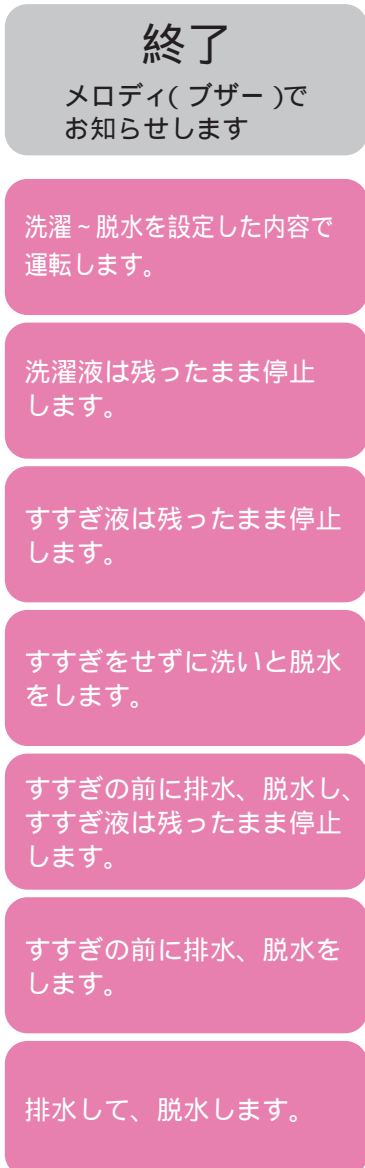 終了
メロディ(ブザー)で
お知らせします
洗濯~脱水を設定した内容で
運転します。
洗濯液は残ったまま停止
します。
すすぎ液は残ったまま停止
します。
すすぎをせずに洗いと脱水
をします。
すすぎの前に排水、脱水し、
すすぎ液は残ったまま停止
します。
すすぎの前に排水、脱水を
します。
排水して、脱水します。